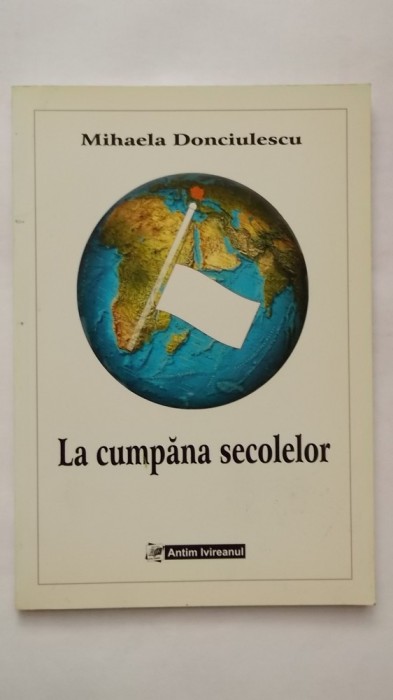 Mihaela Donciulescu
La cumpăna secolelor
Antim Ivireanul